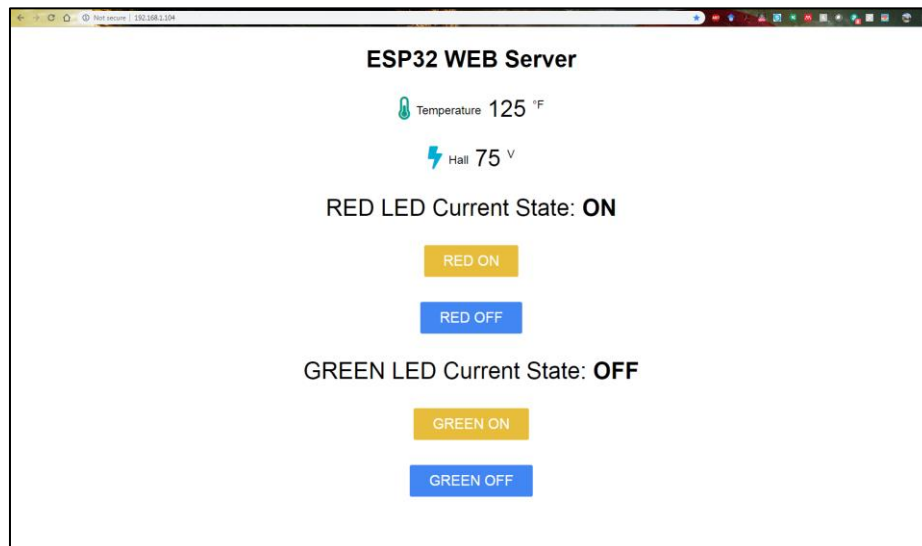 Not secure | 192.168.1.104
ESP32 WEB Server
Temperature 125 °F
Hall 75 V
RED LED Current State: ON
RED ON
RED OFF
GREEN LED Current State: OFF
GREEN ON
GREEN OFF